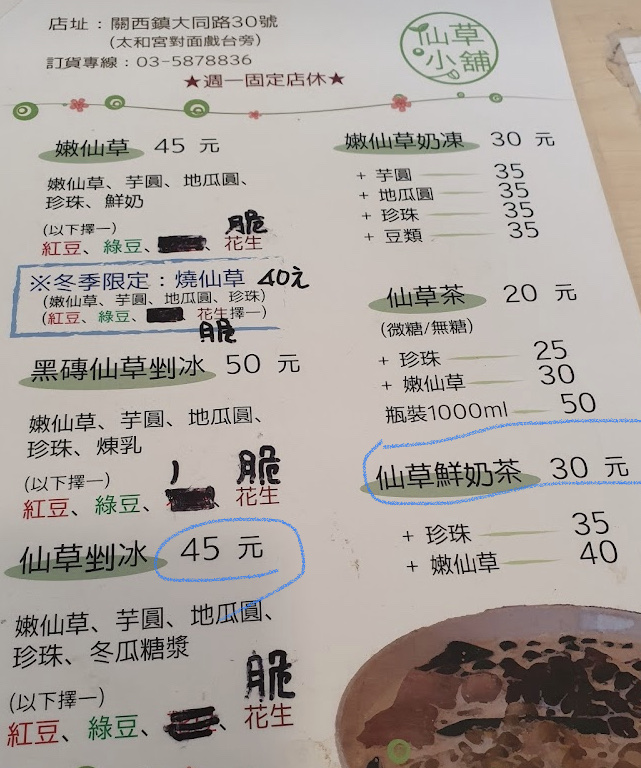 店址：關西鎮大同路30號
(太和宮對面戲台旁)
訂貨專線：03-5878836
★週一固定店休★
仙草
小舖
嫩仙草 45 元
嫩仙草、芋圓、地瓜圓、
珍珠、鮮奶
(以下擇一)
脆
紅豆、綠豆、花生
※冬季限定：燒仙草 40元
(嫩仙草、芋圓、地瓜圓、珍珠)
(紅豆、綠豆、花生擇一)
脆
黑磚仙草剉冰 50 元
嫩仙草、芋圓、地瓜圓、
珍珠、煉乳
(以下擇一)
脆
紅豆、綠豆、花生
仙草剉冰 45 元
嫩仙草、芋圓、地瓜圓、
珍珠、冬瓜糖漿
(以下擇一)
脆
紅豆、綠豆、花生
嫩仙草奶凍 30 元
+ 芋圓 35
+ 地瓜圓 35
+ 珍珠 35
+ 豆類 35
仙草茶 20 元
(微糖/無糖)
+ 珍珠 25
+ 嫩仙草 30
瓶裝1000ml 50
仙草鮮奶茶 30 元
+ 珍珠 35
+ 嫩仙草 40